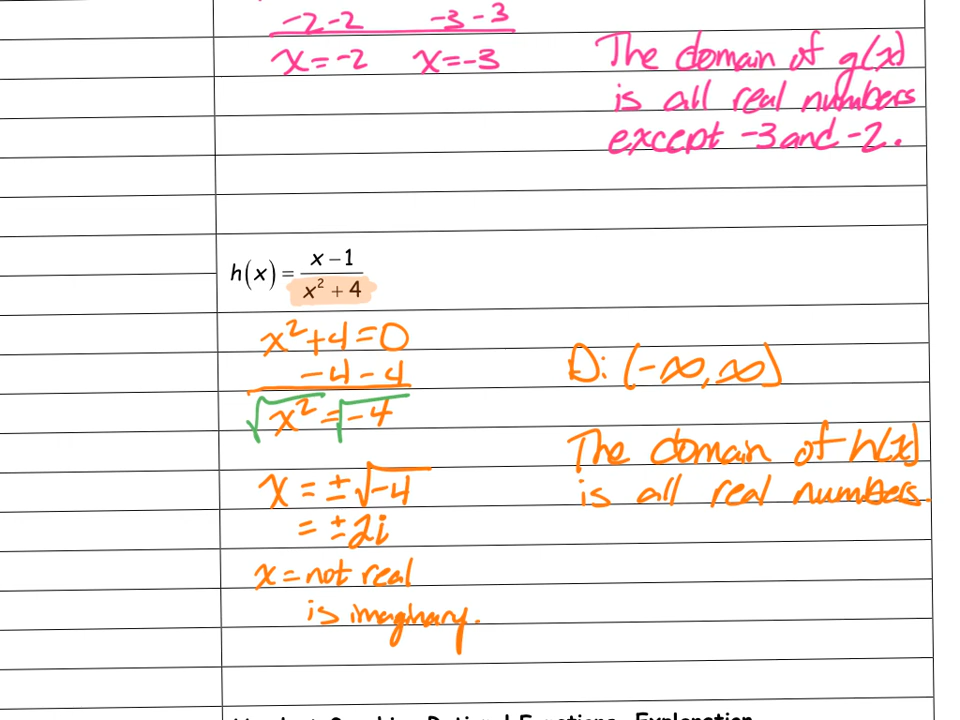 -2 -2 -3 -3
x = -2 x = -3
The domain of g(x)
is all real numbers
except -3 and -2.
h(x) = (x - 1)/(x² + 4)
x² + 4 = 0
-4 -4
√x² = √-4
x = ±√-4
= ±2i
x = not real
is imaginary.
D: (-∞, ∞)
The domain of h(x)
is all real numbers.